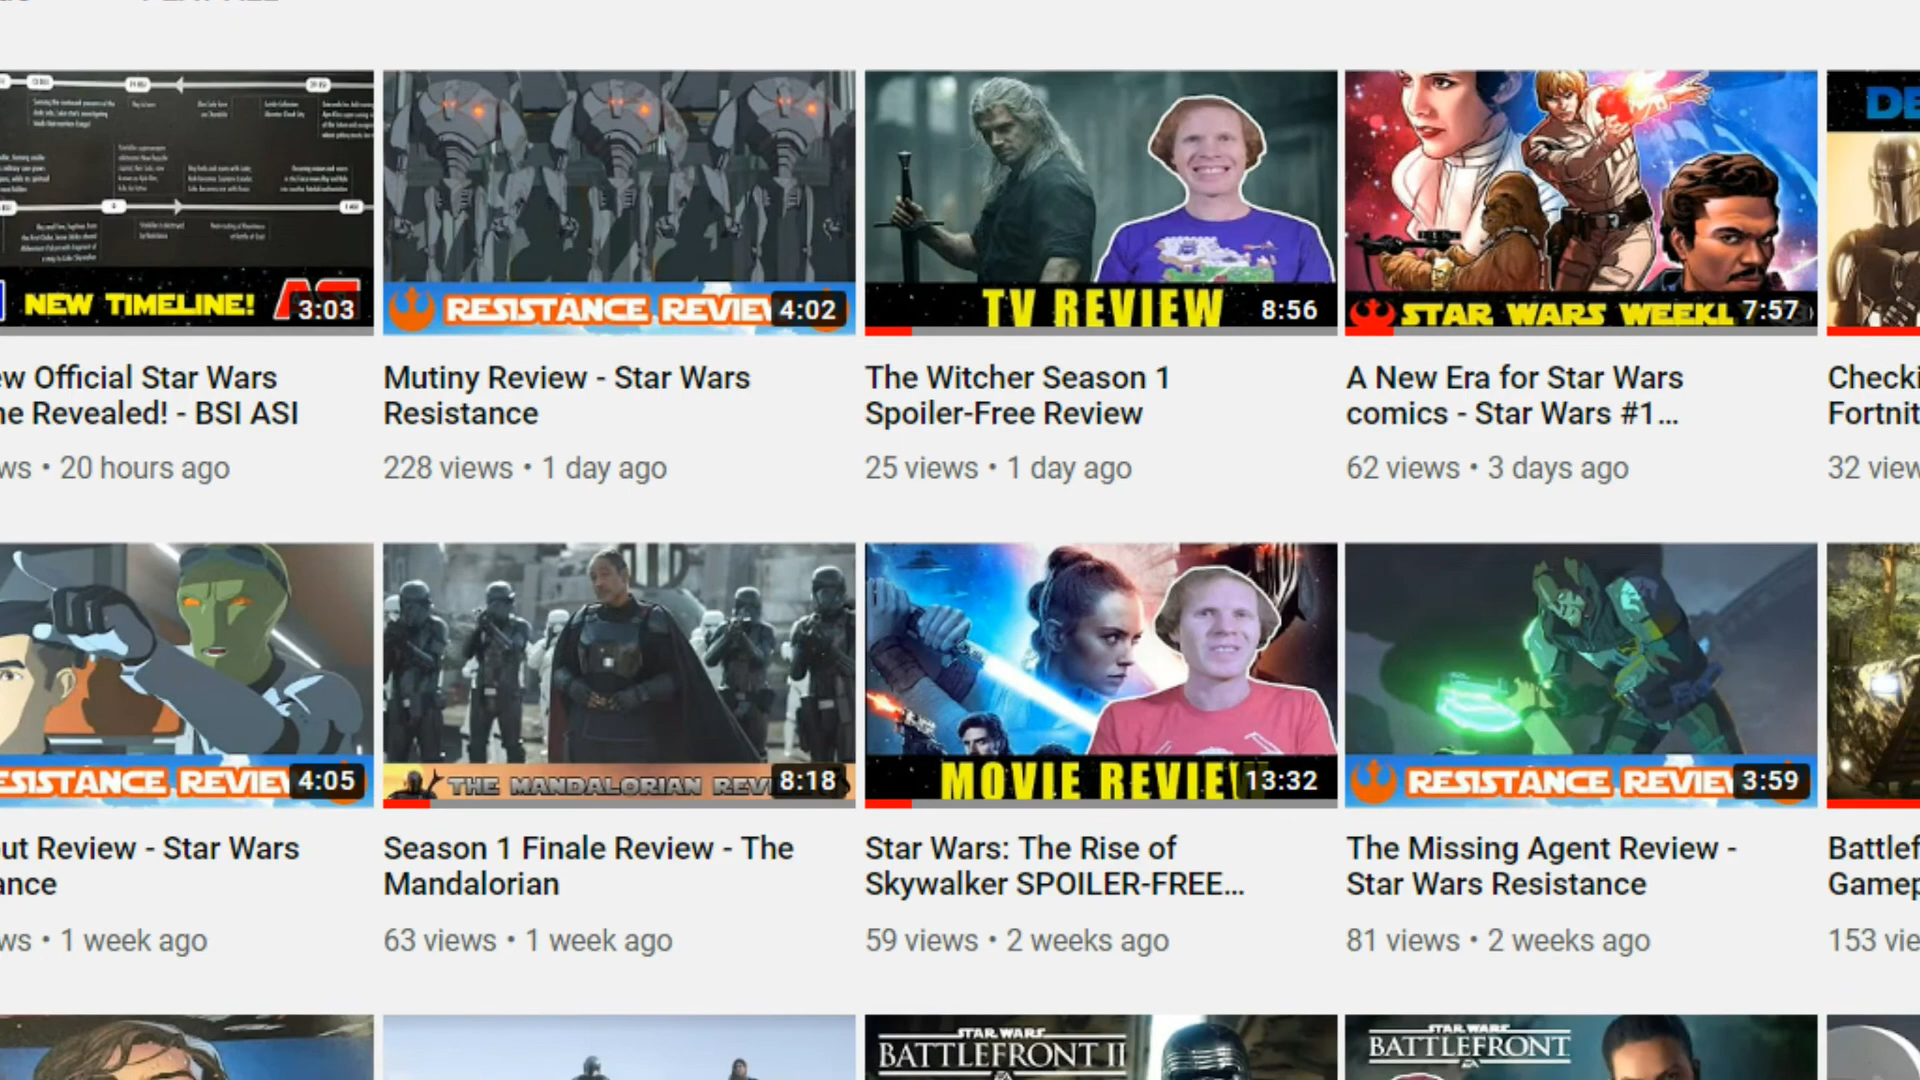 NEW TIMELINE!
3:03
RESISTANCE REVIEW
4:02
TV REVIEW
8:56
STAR WARS WEEKL
7:57
DE
ew Official Star Wars
ne Revealed! - BSI ASI
ws • 20 hours ago
Mutiny Review - Star Wars
Resistance
228 views • 1 day ago
The Witcher Season 1
Spoiler-Free Review
25 views • 1 day ago
A New Era for Star Wars
comics - Star Wars #1...
62 views • 3 days ago
Checki
Fortnit
32 view
ESISTANCE REVIEW
4:05
THE MANDALORIAN REV
8:18
MOVIE REVIEW
13:32
RESISTANCE REVIEW
3:59
ut Review - Star Wars
ance
ws • 1 week ago
Season 1 Finale Review - The
Mandalorian
63 views • 1 week ago
Star Wars: The Rise of
Skywalker SPOILER-FREE...
59 views • 2 weeks ago
The Missing Agent Review -
Star Wars Resistance
81 views • 2 weeks ago
Battlef
Gamep
153 vie
STAR WARS
BATTLEFRONT II
STAR WARS
BATTLEFRONT
EA